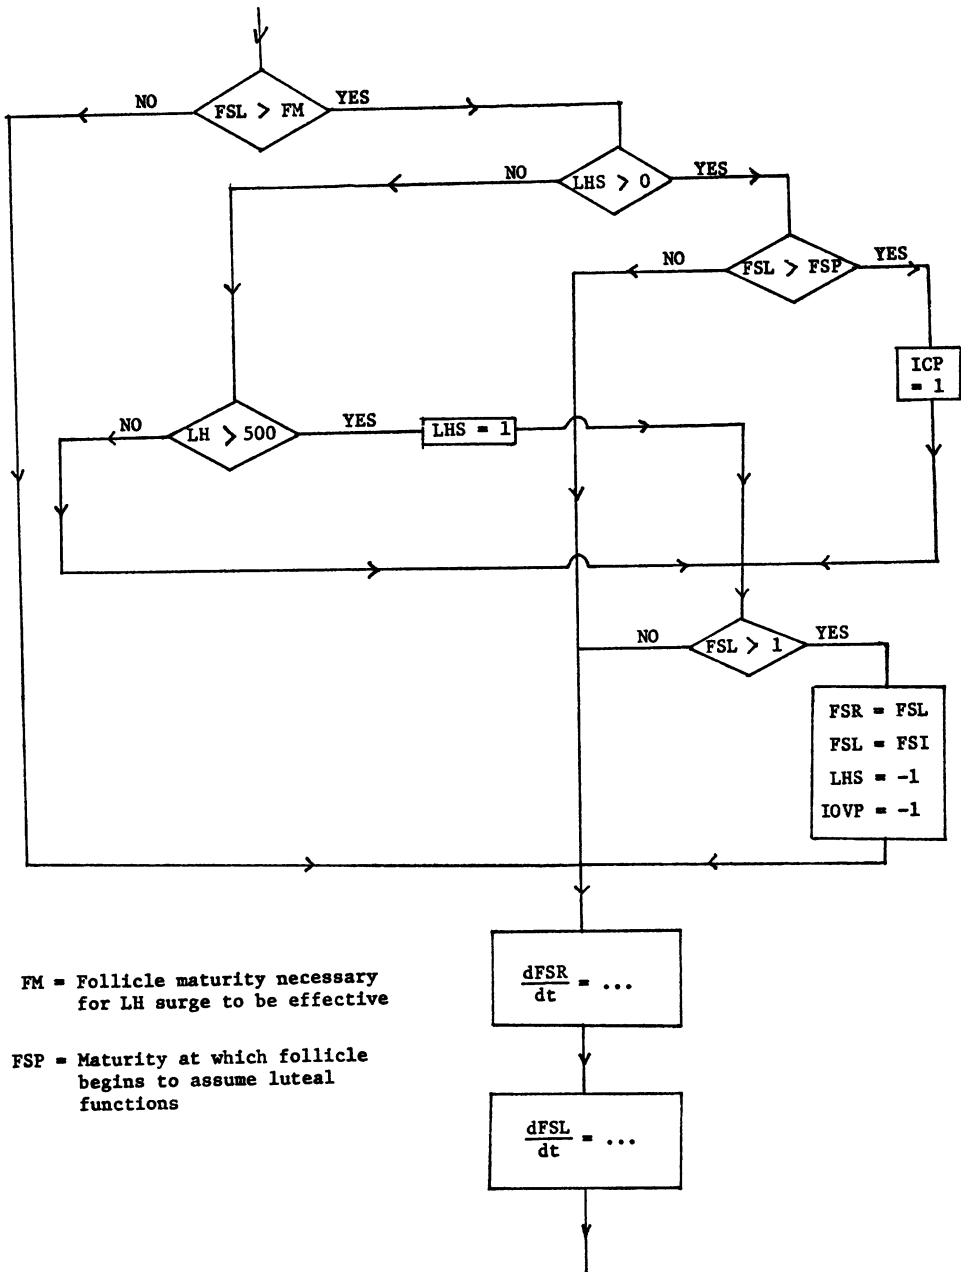 NO
FSL > FM
YES
NO
LHS > 0
YES
NO
FSL > FSP
YES
ICP
= 1
NO
LH > 500
YES
LHS = 1
NO
FSL > 1
YES
FSR = FSL
FSL = FSI
LHS = -1
IOVP = -1
dFSR
dt
= ...
FM = Follicle maturity necessary
for LH surge to be effective
FSP = Maturity at which follicle
begins to assume luteal
functions
dFSL
dt
= ...